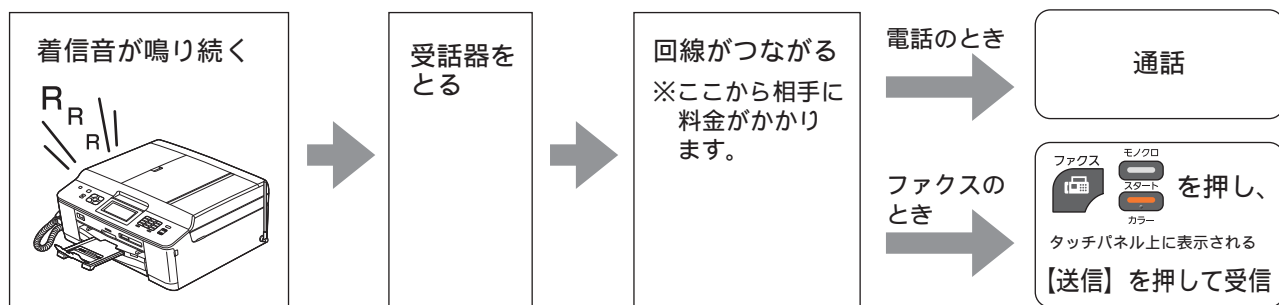 着信音が鳴り続く
R
R
R
受話器を
とる
回線がつながる
※ここから相手に
料金がかかり
ます。
電話のとき
通話
ファクスの
とき
ファクス
モノクロ
スタート
カラー
を押し、
タッチパネル上に表示される
【送信】を押して受信